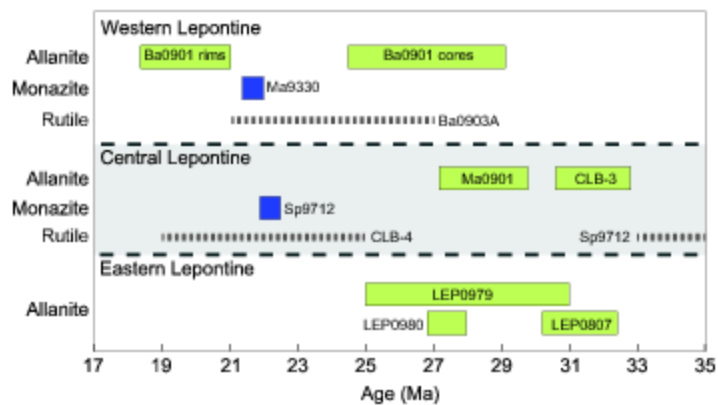 Western Lepontine
Allanite Ba0901 rims Ba0901 cores
Monazite Ma9330
Rutile Ba0903A
Central Lepontine
Allanite Ma0901 CLB-3
Monazite Sp9712
Rutile CLB-4 Sp9712
Eastern Lepontine
LEP0979
Allanite
LEP0980 LEP0807
17 19 21 23 25 27 29 31 33 35
Age (Ma)